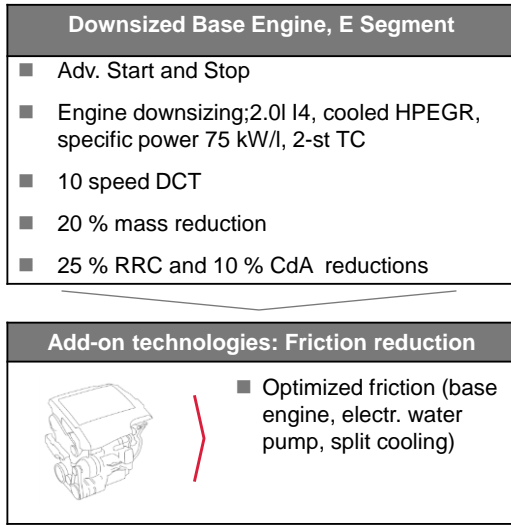 Downsized Base Engine, E Segment
■ Adv. Start and Stop
■ Engine downsizing;2.0l I4, cooled HPEGR,
specific power 75 kW/l, 2-st TC
■ 10 speed DCT
■ 20 % mass reduction
■ 25 % RRC and 10 % CdA reductions
Add-on technologies: Friction reduction
■ Optimized friction (base
engine, electr. water
pump, split cooling)